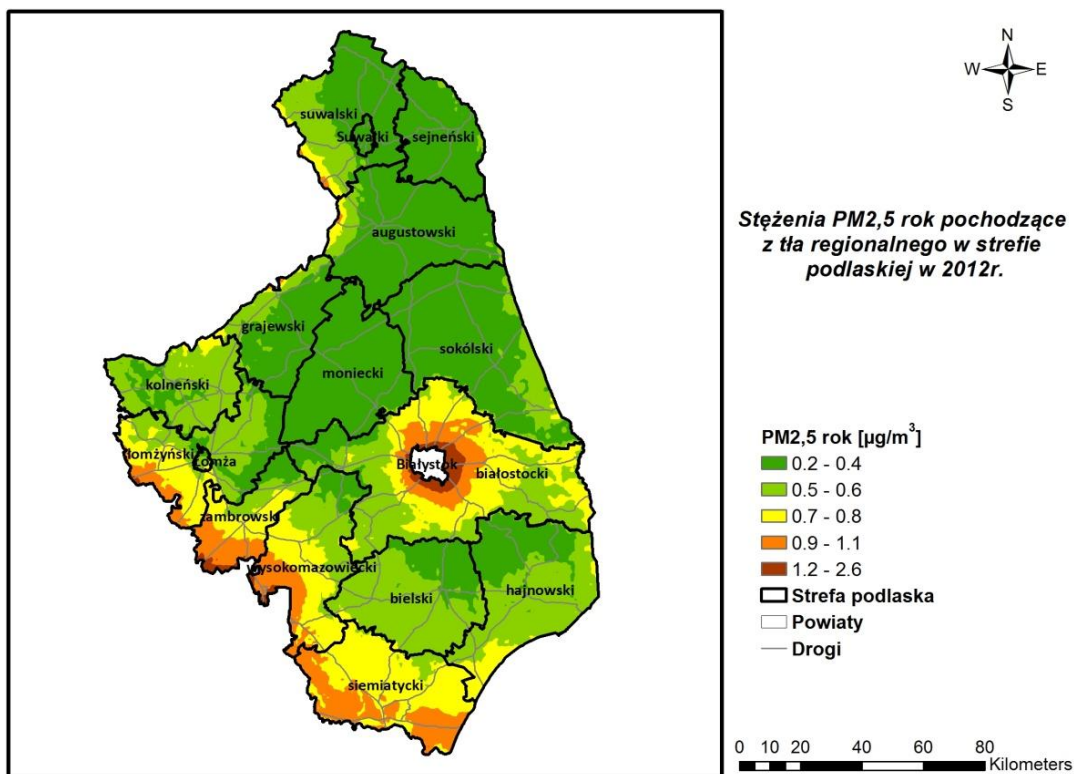 N
W E
S
Stężenia PM2,5 rok pochodzące
z tła regionalnego w strefie
podlaskiej w 2012r.
suwalski
Suwałki
sejneński
augustowski
grajewski
sokólski
moniecki
kolneński
łomżyński
Łomża
Białystok
białostocki
zambrowski
wysokomazowiecki
bielski
hajnowski
siemiatycki
PM2,5 rok [µg/m³]
0.2 - 0.4
0.5 - 0.6
0.7 - 0.8
0.9 - 1.1
1.2 - 2.6
Strefa podlaska
Powiaty
Drogi
0 10 20 40 60 80
Kilometers